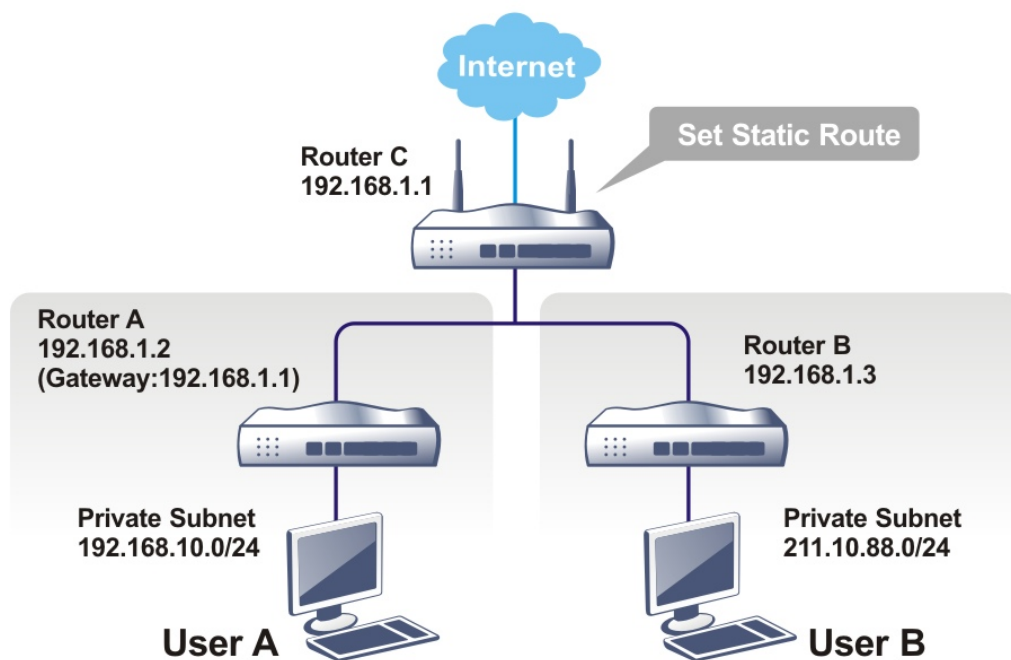 Internet
Set Static Route
Router C
192.168.1.1
Router A
192.168.1.2
(Gateway:192.168.1.1)
Router B
192.168.1.3
Private Subnet
192.168.10.0/24
Private Subnet
211.10.88.0/24
User A
User B